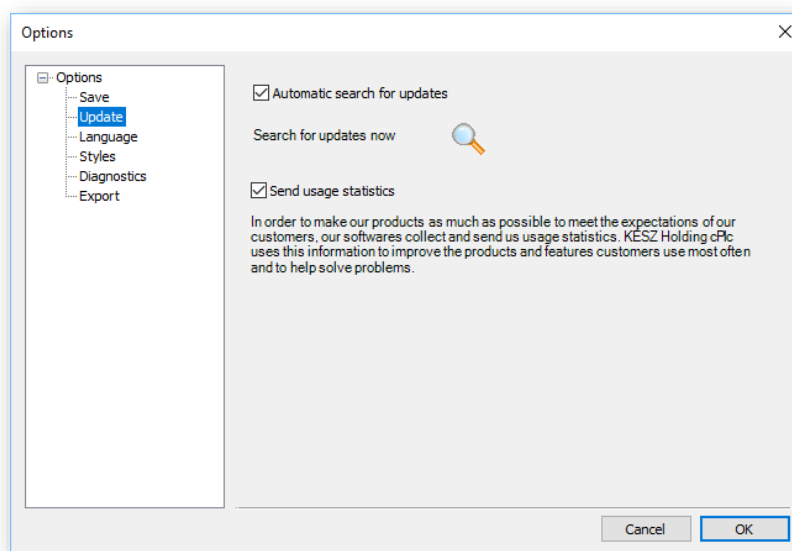 Options
Options
Save
Update
Language
Styles
Diagnostics
Export
Automatic search for updates
Search for updates now
Send usage statistics
In order to make our products as much as possible to meet the expectations of our
customers, our softwares collect and send us usage statistics. KÉSZ Holding cPlc
uses this information to improve the products and features customers use most often
and to help solve problems.
Cancel
OK